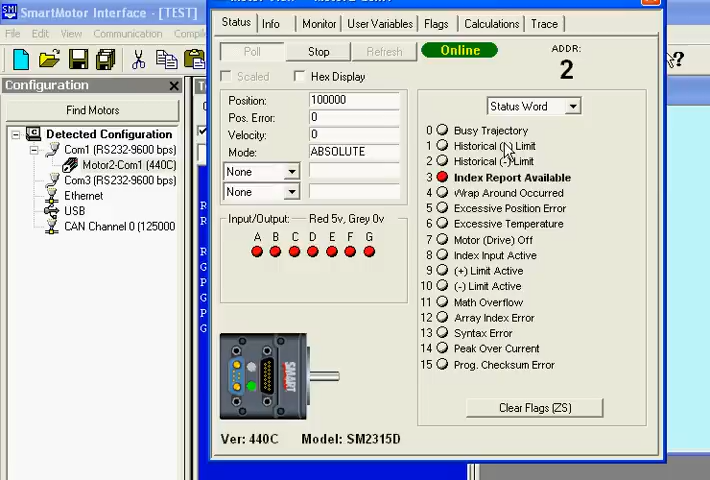 SmartMotor Interface - [TEST]
File Edit View Communication Compile
Configuration
Find Motors
Detected Configuration
Com1 (RS232-9600 bps)
Motor2-Com1 (440C)
Com3 (RS232-9600 bps)
Ethernet
USB
CAN Channel 0 (125000
Status Info Monitor User Variables Flags Calculations Trace
Poll Stop Refresh Online ADDR:
2
Scaled Hex Display
Position: 100000
Pos. Error: 0
Velocity: 0
Mode: ABSOLUTE
None
None
Input/Output: Red 5v, Grey 0v
A B C D E F G
Ver: 440C Model: SM2315D
Status Word
0 Busy Trajectory
1 Historical Limit
2 Historical (-) Limit
3 Index Report Available
4 Wrap Around Occurred
5 Excessive Position Error
6 Excessive Temperature
7 Motor (Drive) Off
8 Index Input Active
9 (+) Limit Active
10 (-) Limit Active
11 Math Overflow
12 Array Index Error
13 Syntax Error
14 Peak Over Current
15 Prog. Checksum Error
Clear Flags (ZS)
R
R
R
G
P
G
P
G